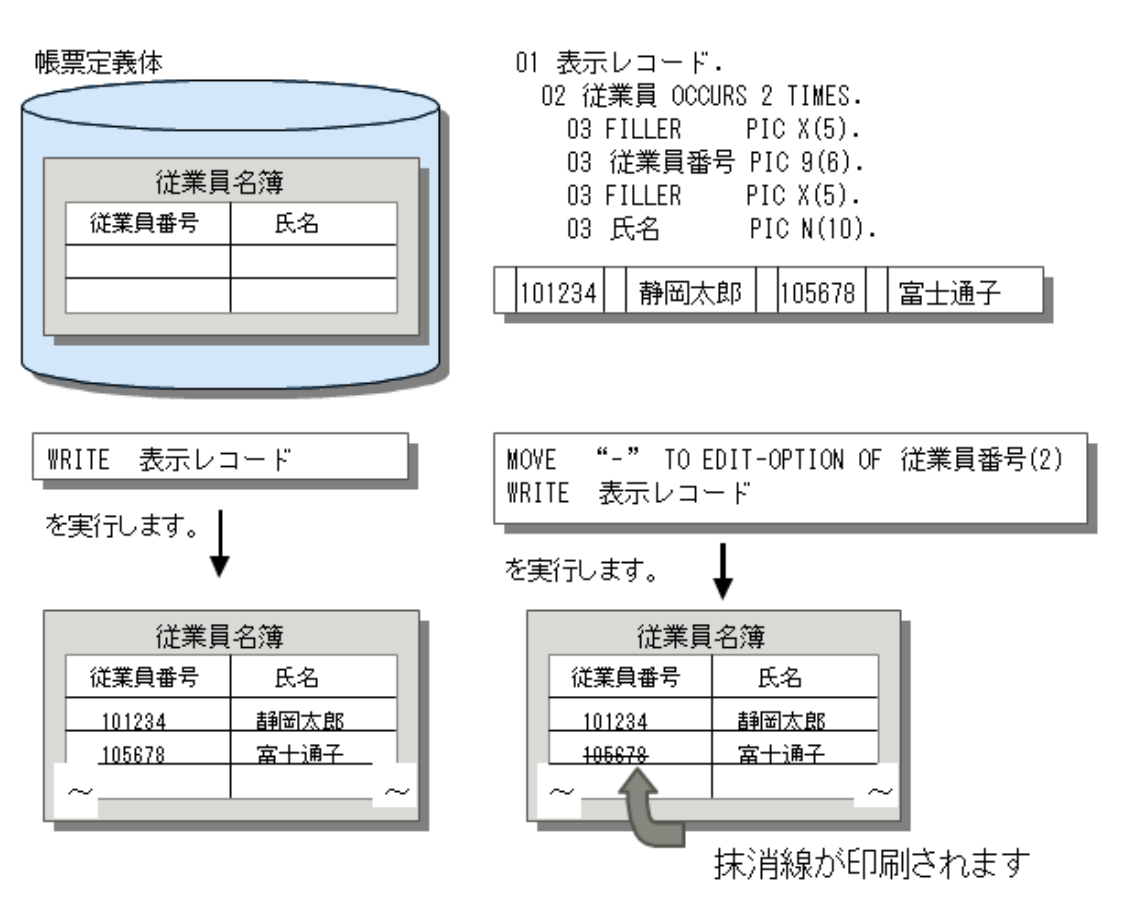 帳票定義体
従業員名簿
従業員番号 氏名
01 表示レコード.
02 従業員 OCCURS 2 TIMES.
03 FILLER PIC X(5).
03 従業員番号 PIC 9(6).
03 FILLER PIC X(5).
03 氏名 PIC N(10).
101234 静岡太郎 105678 富士通子
WRITE 表示レコード
を実行します。
従業員名簿
従業員番号 氏名
101234 静岡太郎
105678 富士通子
~ ~
MOVE “-” TO EDIT-OPTION OF 従業員番号(2)
WRITE 表示レコード
を実行します。
従業員名簿
従業員番号 氏名
101234 静岡太郎
105678 富士通子
~ ~
抹消線が印刷されます